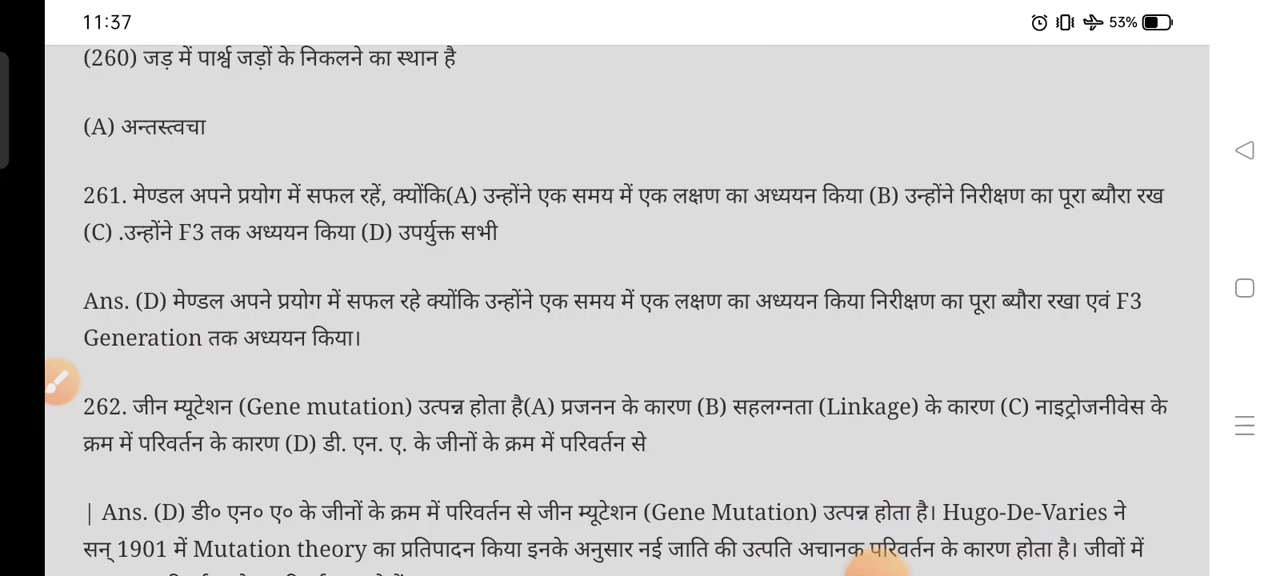 11:37
53%
(260) जड़ में पार्श्व जड़ों के निकलने का स्थान है
(A) अन्तस्त्वचा
261. मेण्डल अपने प्रयोग में सफल रहें, क्योंकि(A) उन्होंने एक समय में एक लक्षण का अध्ययन किया (B) उन्होंने निरीक्षण का पूरा ब्यौरा रख
(C) .उन्होंने F3 तक अध्ययन किया (D) उपर्युक्त सभी
Ans. (D) मेण्डल अपने प्रयोग में सफल रहे क्योंकि उन्होंने एक समय में एक लक्षण का अध्ययन किया निरीक्षण का पूरा ब्यौरा रखा एवं F3
Generation तक अध्ययन किया।
262. जीन म्यूटेशन (Gene mutation) उत्पन्न होता है(A) प्रजनन के कारण (B) सहलग्नता (Linkage) के कारण (C) नाइट्रोजनीवेस के
क्रम में परिवर्तन के कारण (D) डी. एन. ए. के जीनों के क्रम में परिवर्तन से
| Ans. (D) डी० एन० ए० के जीनों के क्रम में परिवर्तन से जीन म्यूटेशन (Gene Mutation) उत्पन्न होता है। Hugo-De-Varies ने
सन् 1901 में Mutation theory का प्रतिपादन किया इनके अनुसार नई जाति की उत्पति अचानक परिवर्तन के कारण होता है। जीवों में